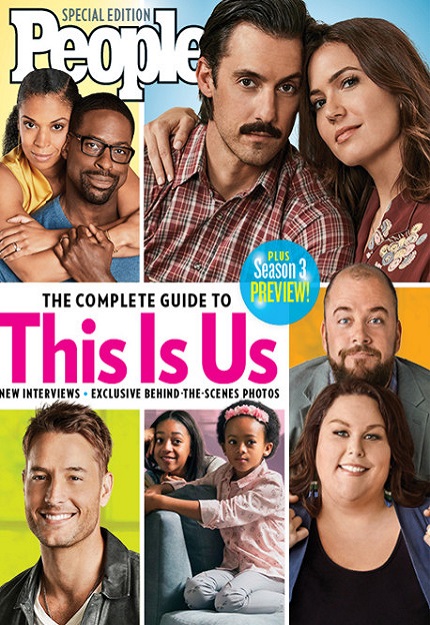 SPECIAL EDITION
People
PLUS
Season 3
PREVIEW!
THE COMPLETE GUIDE TO
This Is Us
NEW INTERVIEWS • EXCLUSIVE BEHIND-THE-SCENES PHOTOS